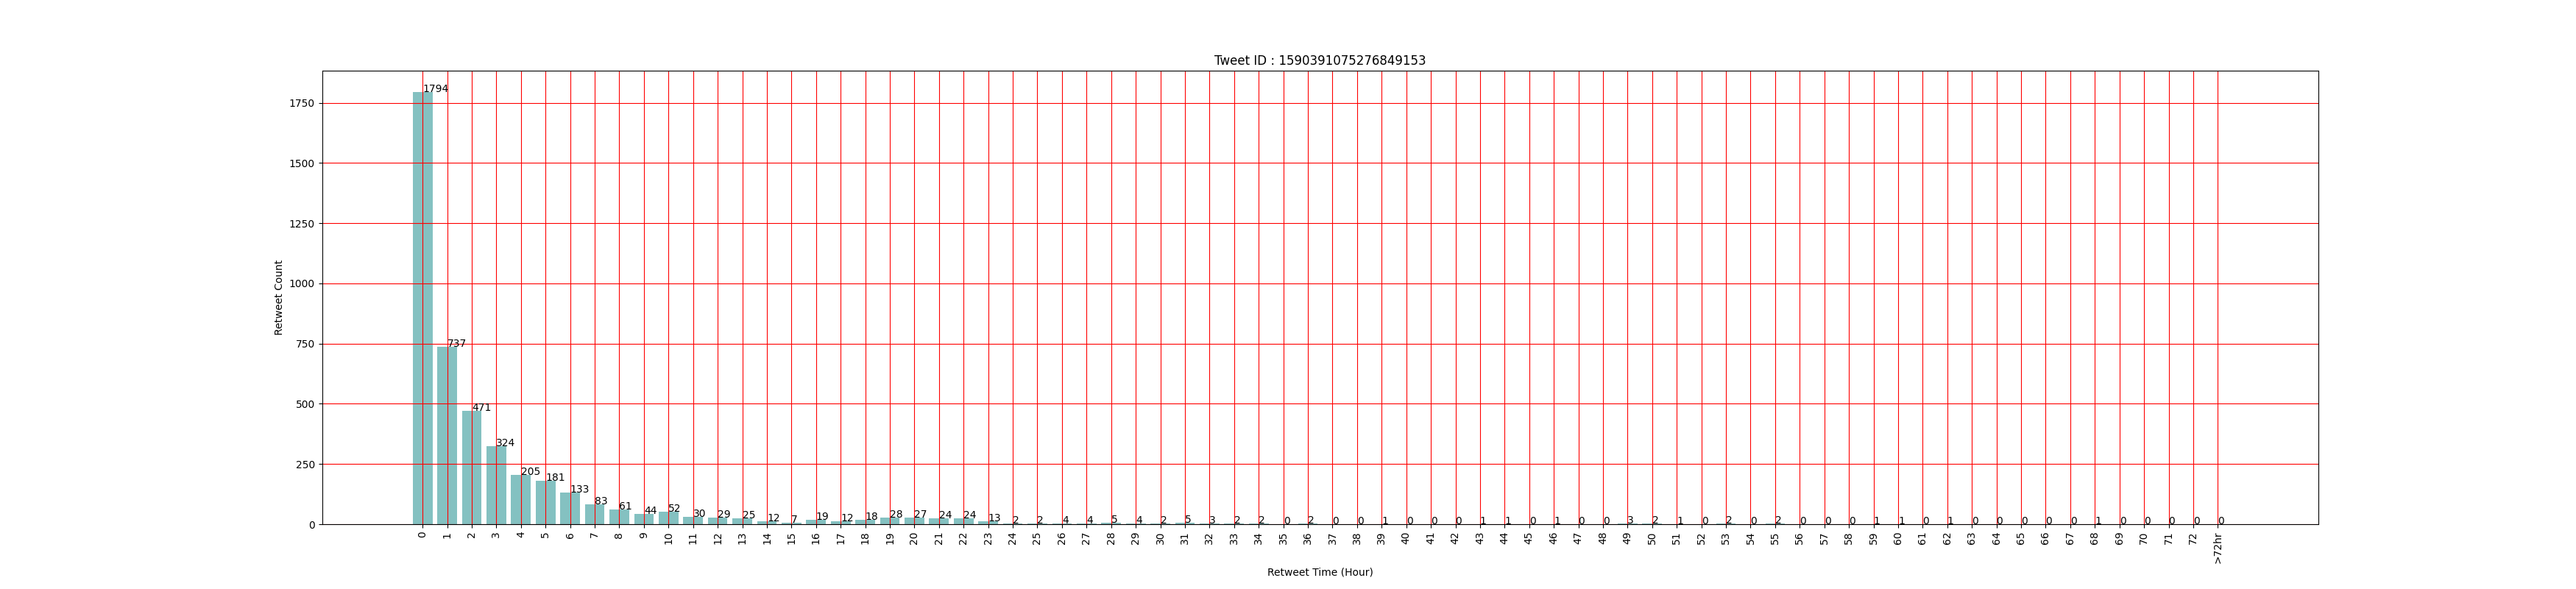 Tweet ID : 1590391075276849153
Retweet Count
1750
1500
1250
1000
750
500
250
0
1794 737 471 324 205 181 133 83 61 44 52 30 29 25 12 7 19 12 18 28 27 24 24 13 2 2 4 4 5 4 2 5 3 2 2 0 2 0 0 1 0 0 0 1 1 0 1 0 0 3 2 1 0 2 0 2 0 0 0 1 1 0 1 0 0 0 0 0 1 0 0 0 0 0
0 1 2 3 4 5 6 7 8 9 10 11 12 13 14 15 16 17 18 19 20 21 22 23 24 25 26 27 28 29 30 31 32 33 34 35 36 37 38 39 40 41 42 43 44 45 46 47 48 49 50 51 52 53 54 55 56 57 58 59 60 61 62 63 64 65 66 67 68 69 70 71 72 >72hr
Retweet Time (Hour)